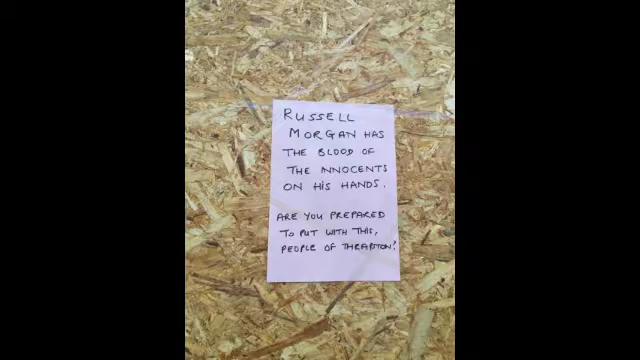 RUSSELL
MORGAN HAS
THE BLOOD OF
THE INNOCENTS
ON HIS HANDS.
ARE YOU PREPARED
TO PUT WITH THIS,
PEOPLE OF THRAPTON?